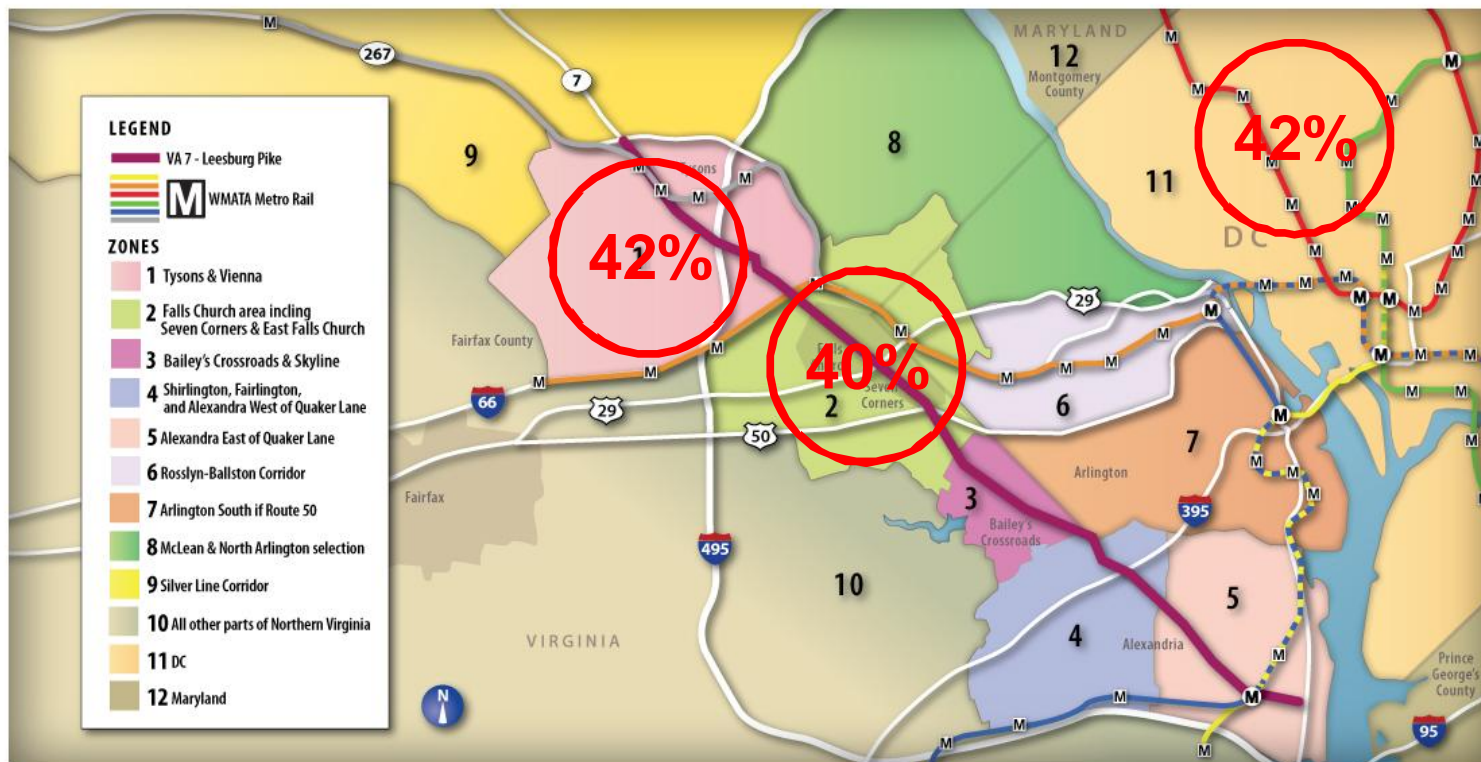 LEGEND
VA 7 - Leesburg Pike
M WMATA Metro Rail
ZONES
1 Tysons & Vienna
2 Falls Church area incling
Seven Corners & East Falls Church
3 Bailey's Crossroads & Skyline
4 Shirlington, Fairlington,
and Alexandra West of Quaker Lane
5 Alexandra East of Quaker Lane
6 Rosslyn-Ballston Corridor
7 Arlington South if Route 50
8 McLean & North Arlington selection
9 Silver Line Corridor
10 All other parts of Northern Virginia
11 DC
12 Maryland
267
7
MARYLAND
12
Montgomery
County
9
8
11
42%
DC
42%
1
29
Fairfax County
40%
Seven
Corners
2
66
29
50
6
7
Arlington
Fairfax
3
395
Bailey's
Crossroads
495
10
5
4
Alexandria
VIRGINIA
Prince
George's
County
N
95